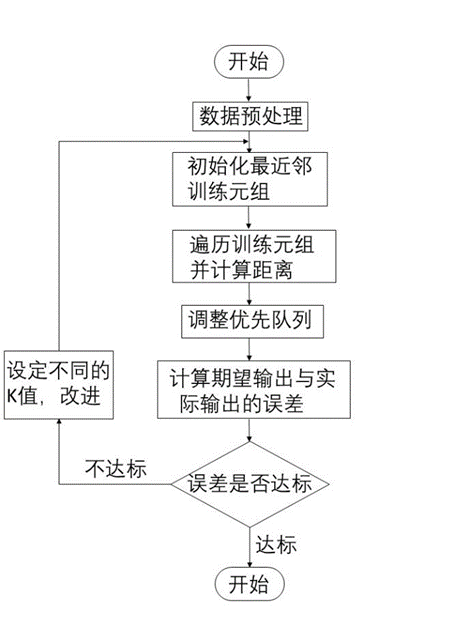 开始
数据预处理
初始化最近邻
训练元组
遍历训练元组
并计算距离
调整优先队列
设定不同的
K值，改进
计算期望输出与实
际输出的误差
不达标
误差是否达标
达标
开始